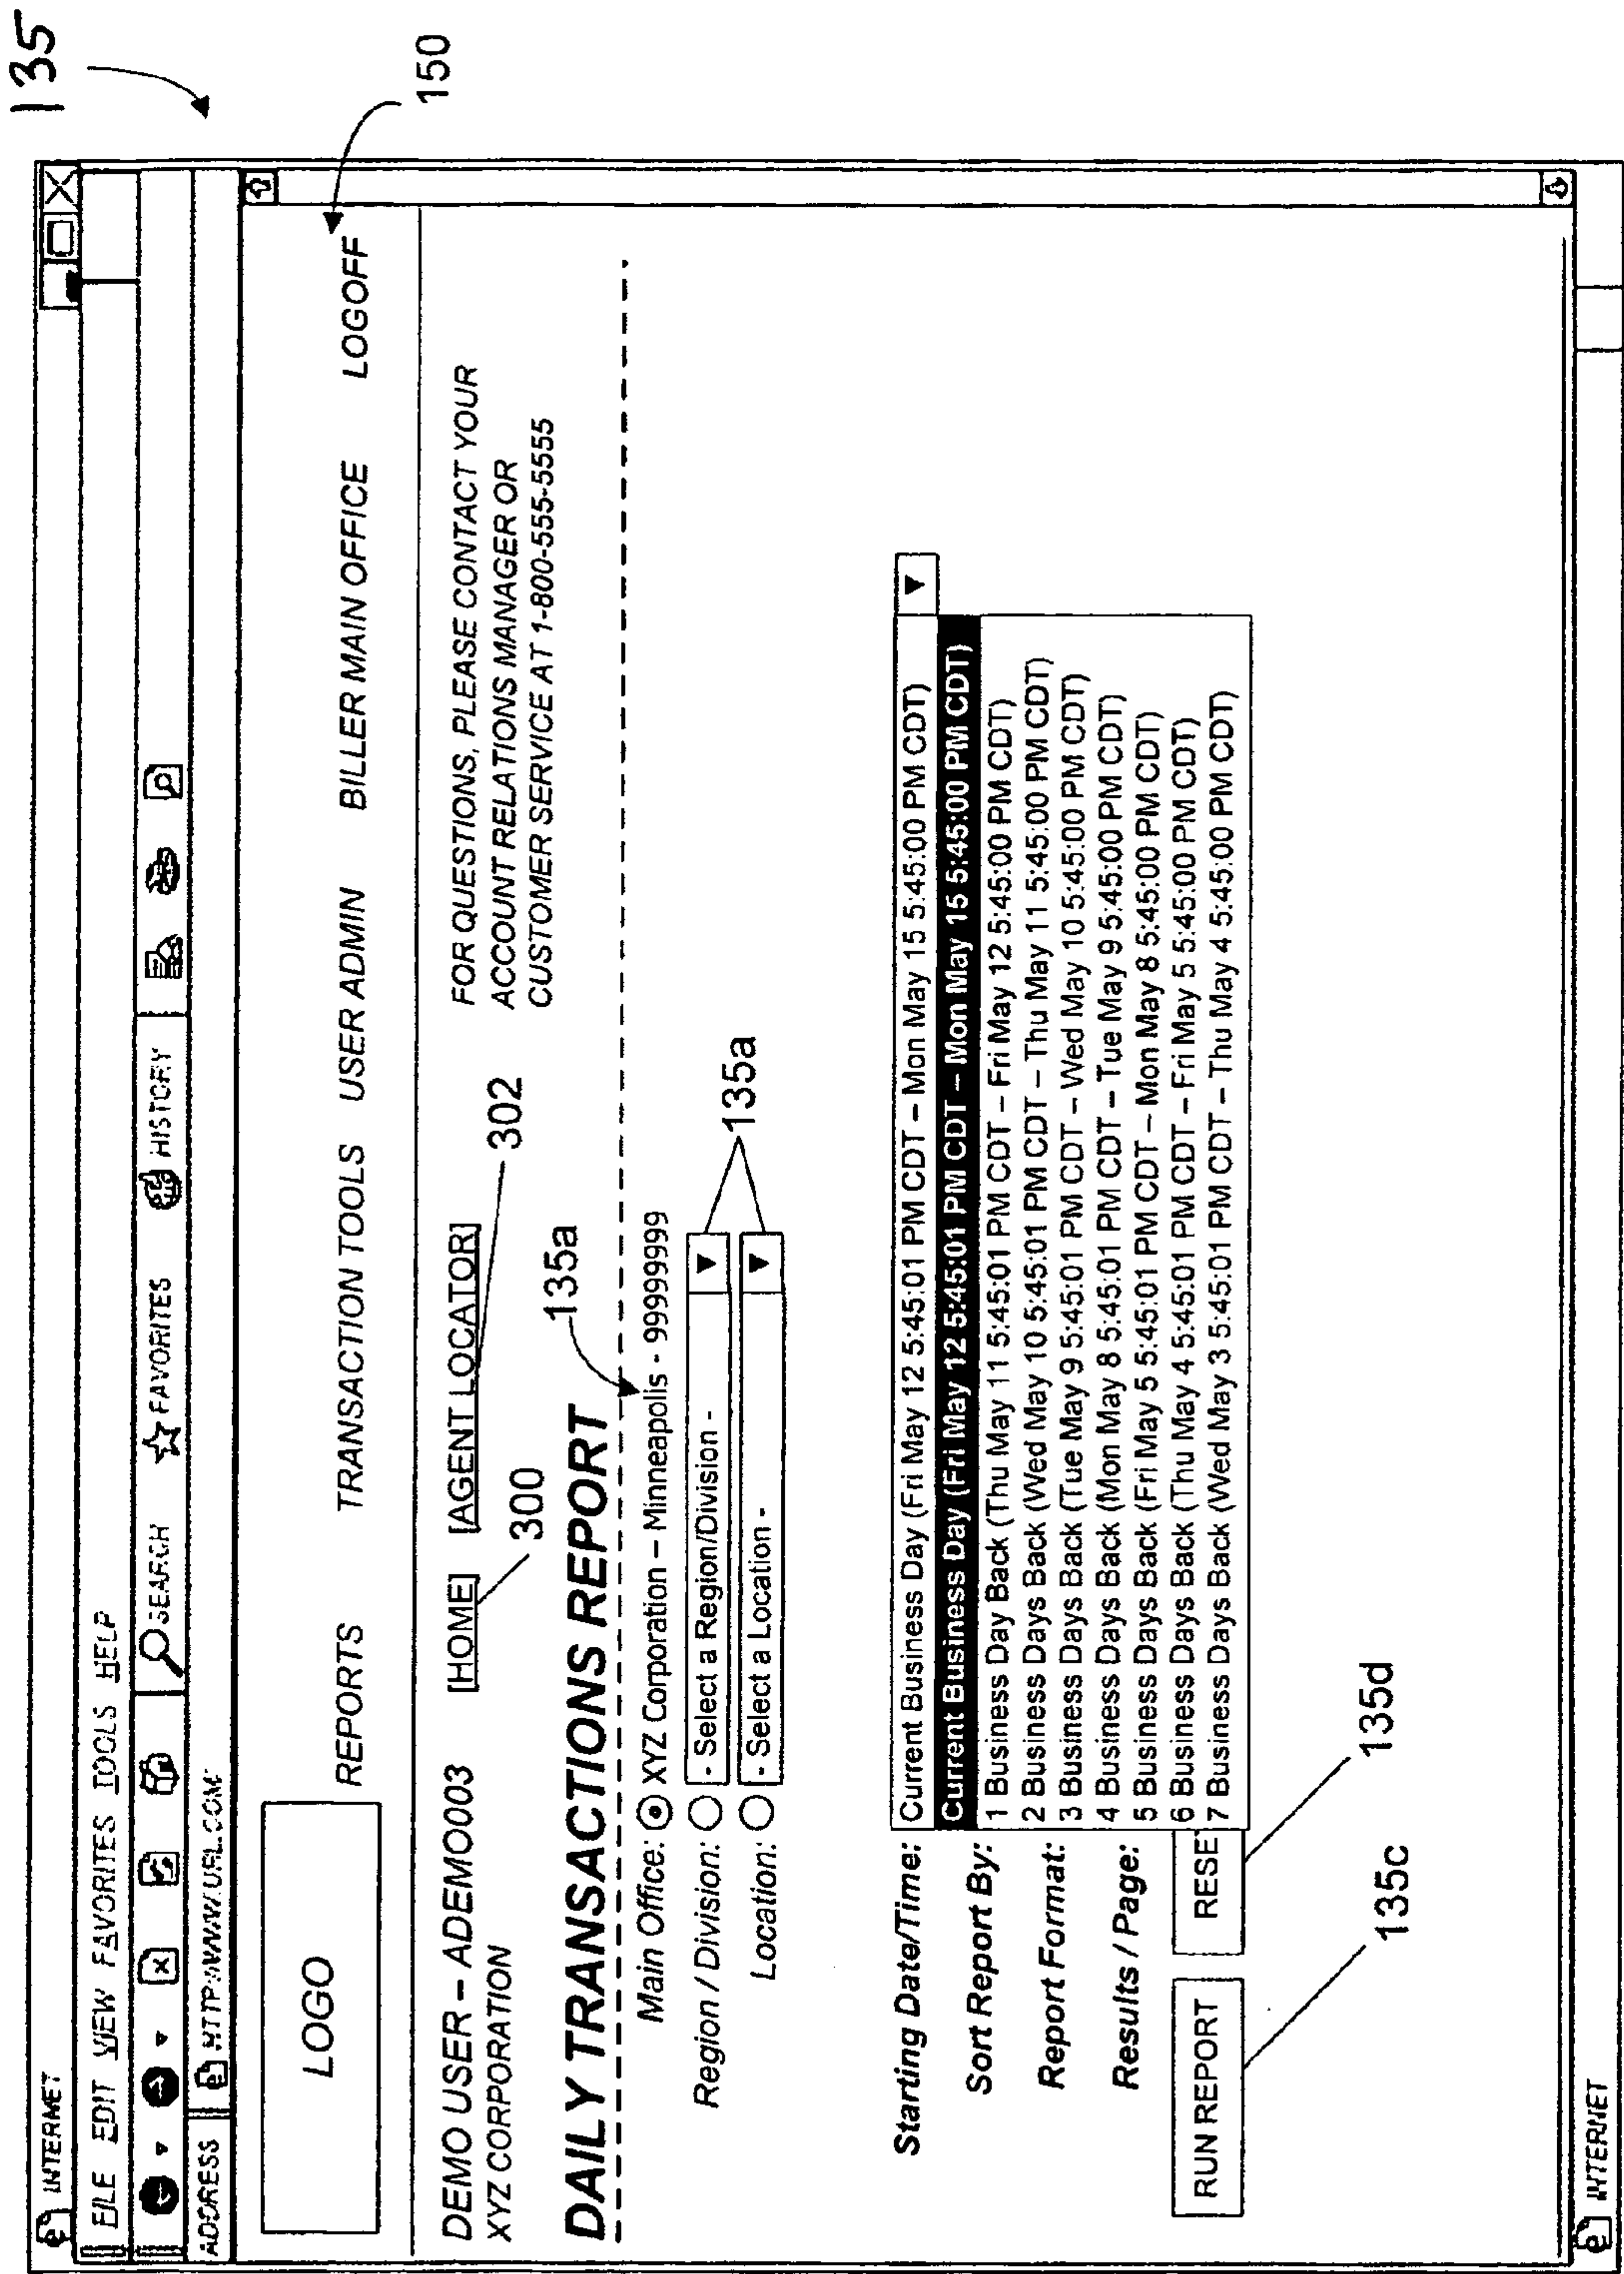 135
INTERNET
FILE EDIT VIEW FAVORITES TOOLS HELP
SEARCH FAVORITES HISTORY
ADDRESS HTTP://WWW.URL.COM
150
LOGO
REPORTS TRANSACTION TOOLS USER ADMIN BILLER MAIN OFFICE LOGOFF
DEMO USER – ADEMO003 [HOME] [AGENT LOCATOR] FOR QUESTIONS, PLEASE CONTACT YOUR
XYZ CORPORATION ACCOUNT RELATIONS MANAGER OR
CUSTOMER SERVICE AT 1-800-555-5555
300 302
DAILY TRANSACTIONS REPORT
135a
Main Office: XYZ Corporation – Minneapolis - 99999999
Region / Division: - Select a Region/Division -
135a
Location: - Select a Location -
Starting Date/Time: Current Business Day (Fri May 12 5:45:01 PM CDT – Mon May 15 5:45:00 PM CDT)
Current Business Day (Fri May 12 5:45:01 PM CDT – Mon May 15 5:45:00 PM CDT)
Sort Report By: 1 Business Day Back (Thu May 11 5:45:01 PM CDT – Fri May 12 5:45:00 PM CDT)
2 Business Days Back (Wed May 10 5:45:01 PM CDT – Thu May 11 5:45:00 PM CDT)
Report Format: 3 Business Days Back (Tue May 9 5:45:01 PM CDT – Wed May 10 5:45:00 PM CDT)
4 Business Days Back (Mon May 8 5:45:01 PM CDT – Tue May 9 5:45:00 PM CDT)
Results / Page: 5 Business Days Back (Fri May 5 5:45:01 PM CDT – Mon May 8 5:45:00 PM CDT)
6 Business Days Back (Thu May 4 5:45:01 PM CDT – Fri May 5 5:45:00 PM CDT)
7 Business Days Back (Wed May 3 5:45:01 PM CDT – Thu May 4 5:45:00 PM CDT)
RUN REPORT RESE
135c 135d
INTERNET